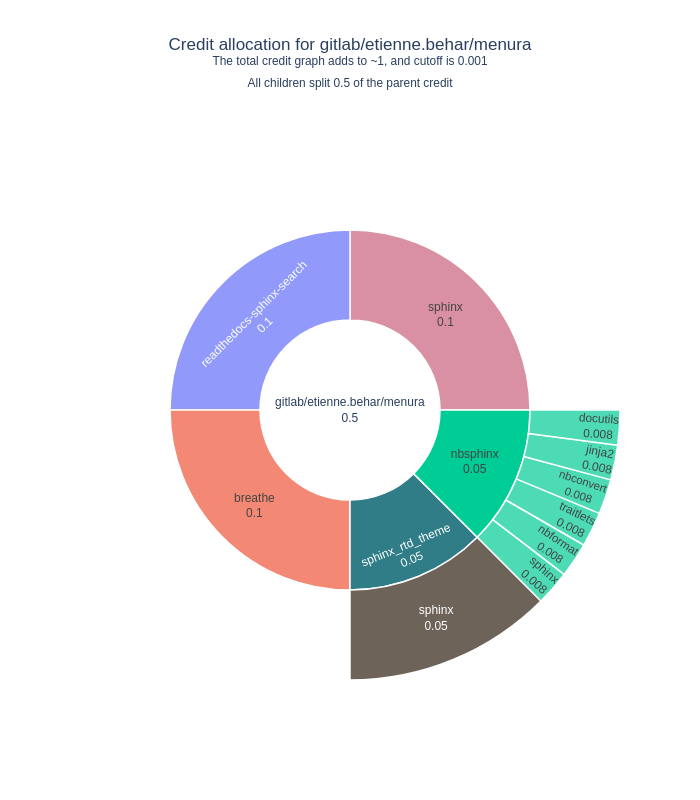 Credit allocation for gitlab/etienne.behar/menura
The total credit graph adds to ~1, and cutoff is 0.001
All children split 0.5 of the parent credit
readthedocs-sphinx-search
0.1
sphinx
0.1
gitlab/etienne.behar/menura
0.5
breathe
0.1
sphinx_rtd_theme
0.05
nbsphinx
0.05
docutils
0.008
jinja2
0.008
nbconvert
0.008
traitlets
0.008
nbformat
0.008
sphinx
0.008
sphinx
0.05